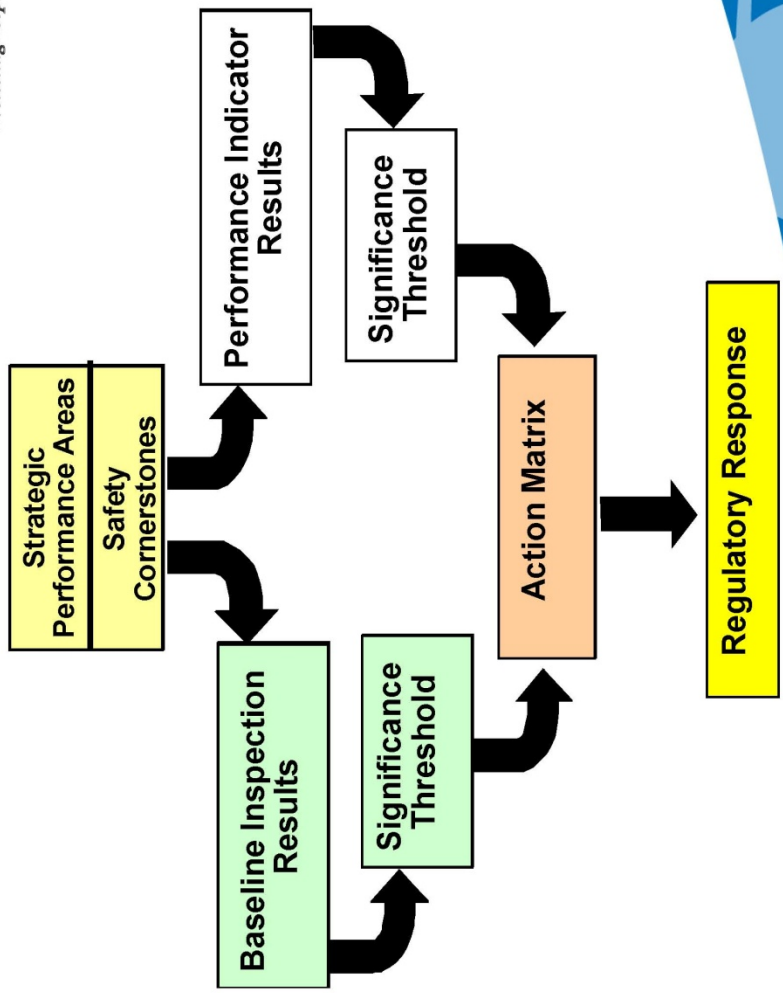 Strategic
Performance Areas
Safety
Cornerstones
Baseline Inspection
Results
Performance Indicator
Results
Significance
Threshold
Significance
Threshold
Action Matrix
Regulatory Response